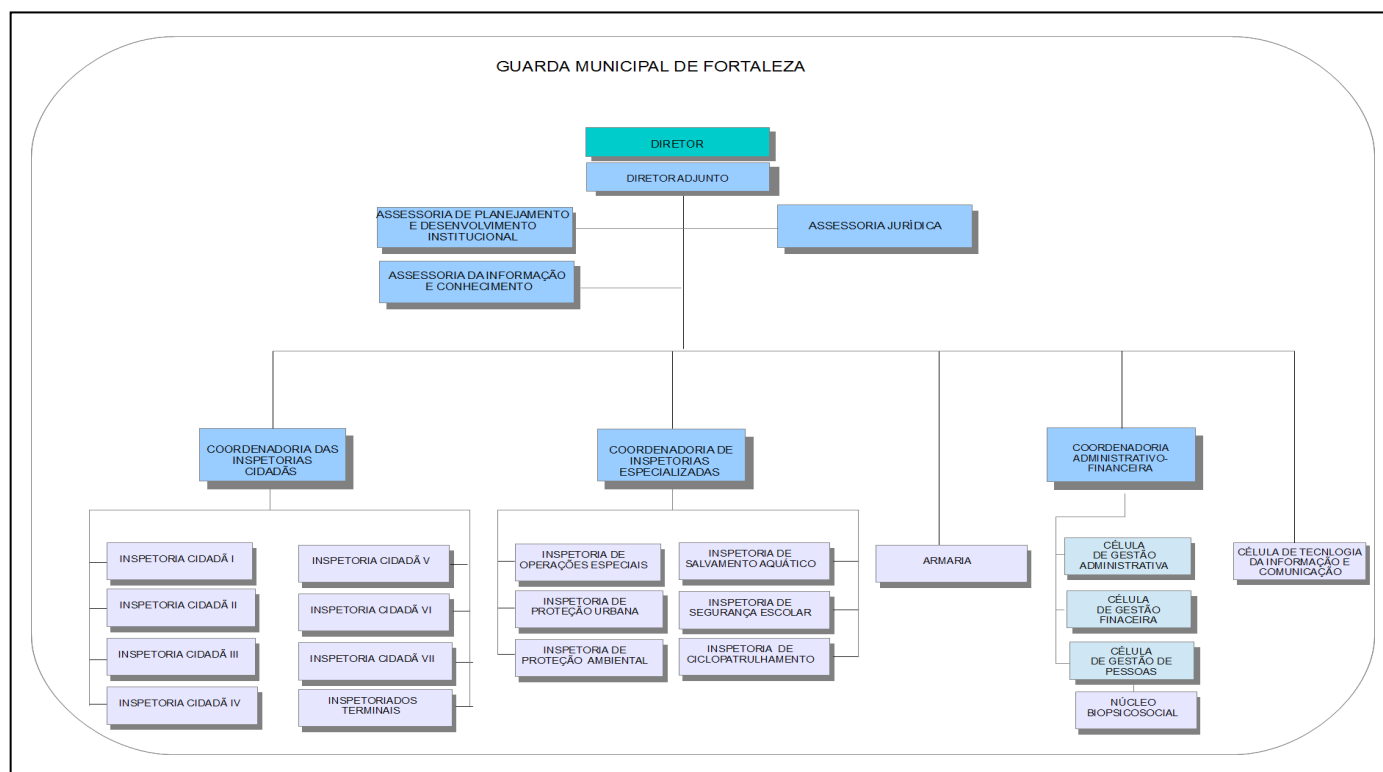 GUARDA MUNICIPAL DE FORTALEZA
DIRETOR
DIRETOR ADJUNTO
ASSESSORIA DE PLANEJAMENTO
E DESENVOLVIMENTO
INSTITUCIONAL
ASSESSORIA JURÍDICA
ASSESSORIA DA INFORMAÇÃO
E CONHECIMENTO
COORDENADORIA DAS
INSPETORIAS
CIDADÃS
COORDENADORIA DE
INSPETORIAS
ESPECIALIZADAS
COORDENADORIA
ADMINISTRATIVO-
FINANCEIRA
INSPETORIA CIDADÃ I
INSPETORIA CIDADÃ II
INSPETORIA CIDADÃ III
INSPETORIA CIDADÃ IV
INSPETORIA CIDADÃ V
INSPETORIA CIDADÃ VI
INSPETORIA CIDADÃ VII
INSPETORIADOS
TERMINAIS
INSPETORIA DE
OPERAÇÕES ESPECIAIS
INSPETORIA DE
PROTEÇÃO URBANA
INSPETORIA DE
PROTEÇÃO AMBIENTAL
INSPETORIA DE
SALVAMENTO AQUÁTICO
INSPETORIA DE
SEGURANÇA ESCOLAR
INSPETORIA DE
CICLOPATRULHAMENTO
ARMARIA
CÉLULA
DE GESTÃO
ADMINISTRATIVA
CÉLULA
DE GESTÃO
FINACEIRA
CÉLULA
DE GESTÃO DE
PESSOAS
NÚCLEO
BIOPSICOSOCIAL
CÉLULA DE TECNLOGIA
DA INFORMAÇÃO E
COMUNICAÇÃO